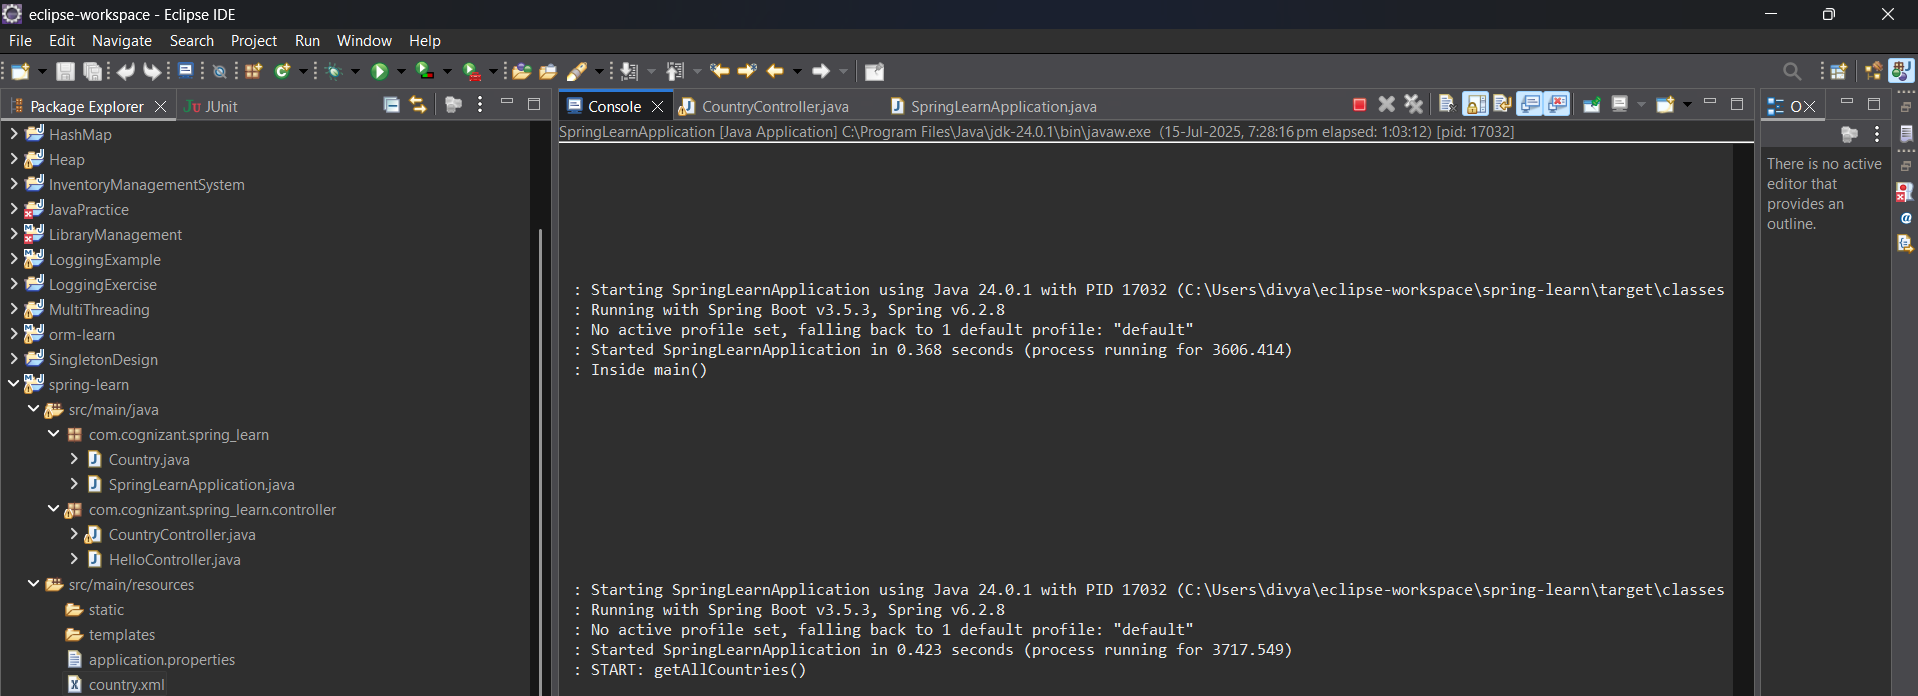 eclipse-workspace - Eclipse IDE
File Edit Navigate Search Project Run Window Help
Package Explorer
JUnit
HashMap
Heap
InventoryManagementSystem
JavaPractice
LibraryManagement
LoggingExample
LoggingExercise
MultiThreading
orm-learn
SingletonDesign
spring-learn
src/main/java
com.cognizant.spring_learn
Country.java
SpringLearnApplication.java
com.cognizant.spring_learn.controller
CountryController.java
HelloController.java
src/main/resources
static
templates
application.properties
country.xml
Console
CountryController.java
SpringLearnApplication.java
SpringLearnApplication [Java Application] C:\Program Files\Java\jdk-24.0.1\bin\javaw.exe (15-Jul-2025, 7:28:16 pm elapsed: 1:03:12) [pid: 17032]
: Starting SpringLearnApplication using Java 24.0.1 with PID 17032 (C:\Users\divya\eclipse-workspace\spring-learn\target\classes
: Running with Spring Boot v3.5.3, Spring v6.2.8
: No active profile set, falling back to 1 default profile: "default"
: Started SpringLearnApplication in 0.368 seconds (process running for 3606.414)
: Inside main()
: Starting SpringLearnApplication using Java 24.0.1 with PID 17032 (C:\Users\divya\eclipse-workspace\spring-learn\target\classes
: Running with Spring Boot v3.5.3, Spring v6.2.8
: No active profile set, falling back to 1 default profile: "default"
: Started SpringLearnApplication in 0.423 seconds (process running for 3717.549)
: START: getAllCountries()
O
There is no active
editor that
provides an
outline.